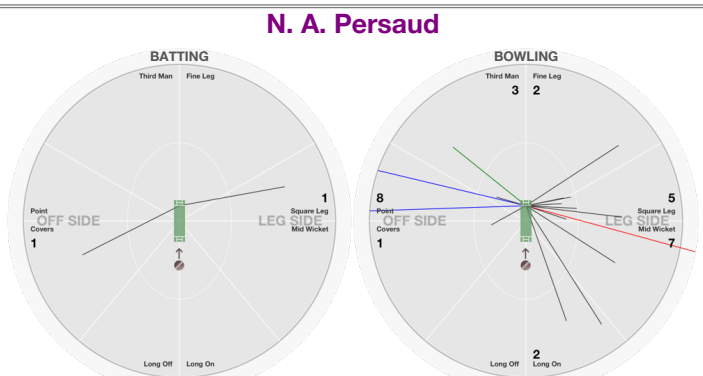 N. A. Persaud
BATTING
Third Man Fine Leg
1
Point
OFF SIDE
Covers
1
Square Leg
LEG SIDE
Mid Wicket
Long Off Long On
BOWLING
Third Man Fine Leg
3 2
8
Point
OFF SIDE
Covers
1
5
Square Leg
LEG SIDE
Mid Wicket
7
2
Long Off Long On